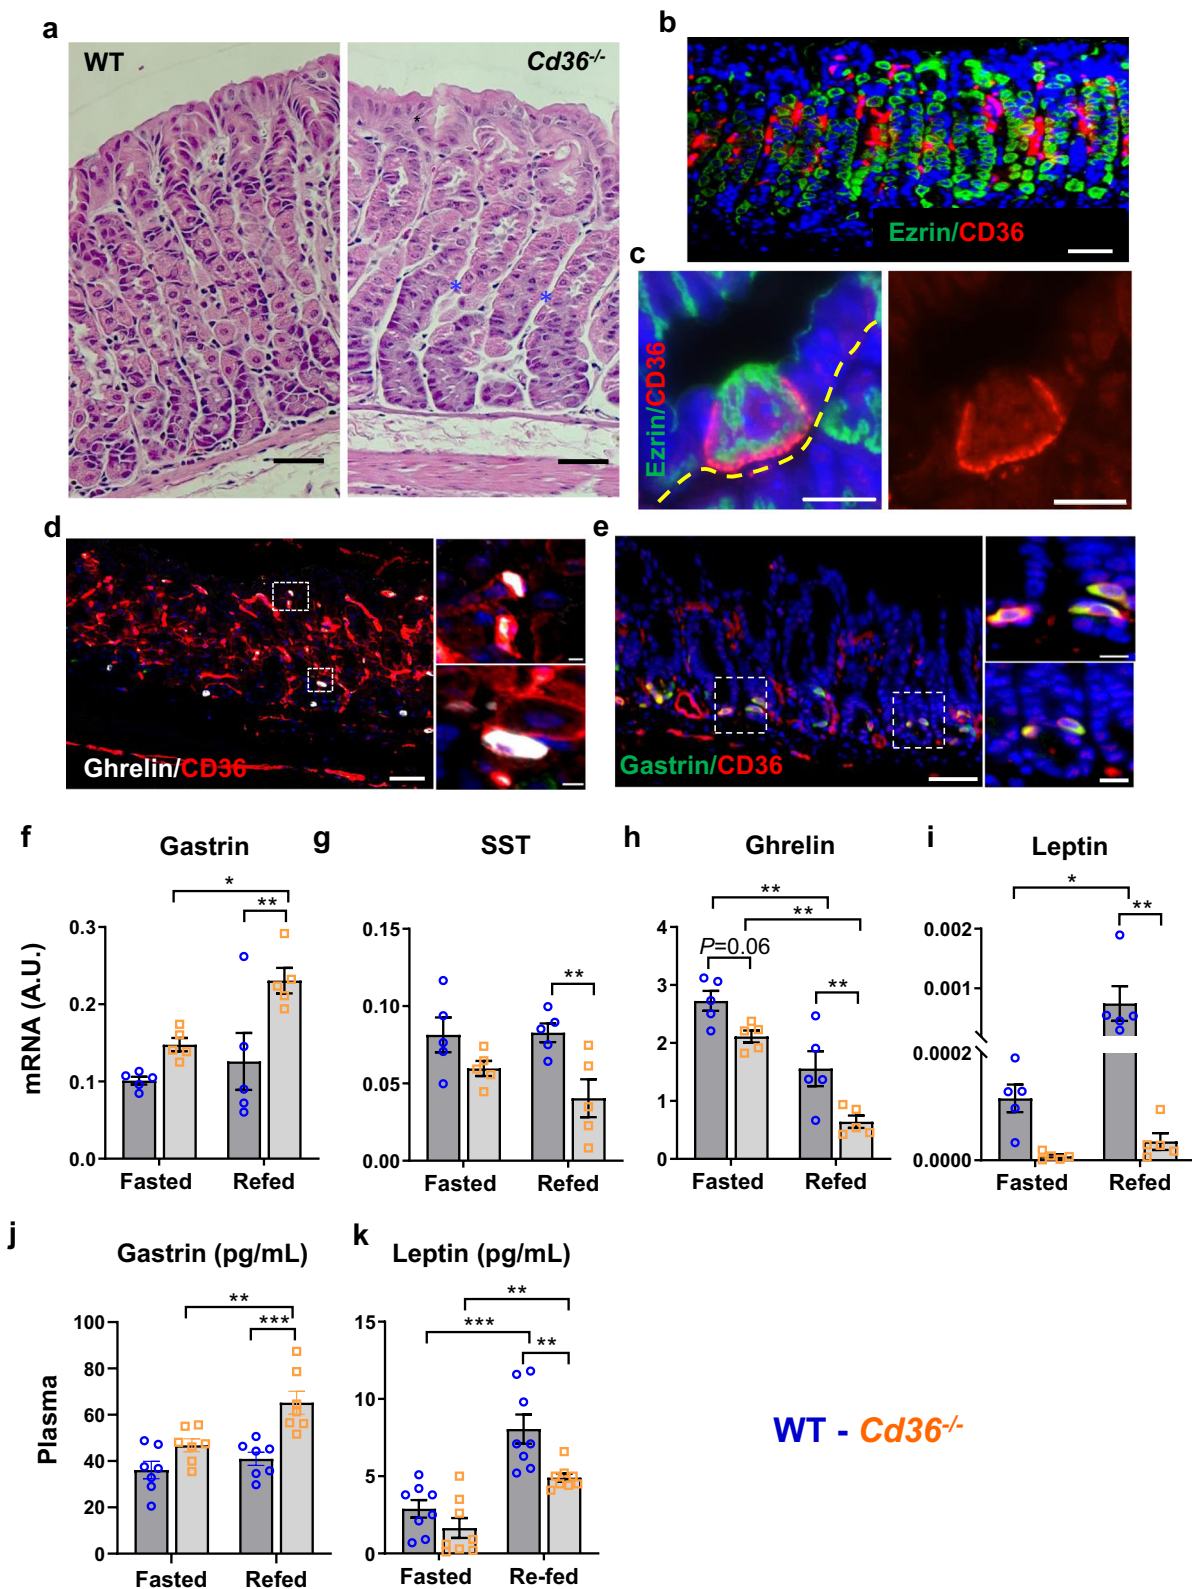 a
WT
Cd36-/-
*
*
*
b
Ezrin/CD36
c
Ezrin/CD36
d
Ghrelin/CD36
e
Gastrin/CD36
f
Gastrin
mRNA (A.U.)
0.3
0.2
0.1
0.0
*
**
Fasted
Refed
g
SST
0.15
0.10
0.05
0.00
**
Fasted
Refed
h
Ghrelin
4
3
2
1
0
**
**
P=0.06
**
Fasted
Refed
i
Leptin
0.002
0.001
0.0002
0.0000
*
**
Fasted
Refed
j
Gastrin (pg/mL)
Plasma
100
80
60
40
20
0
**
***
Fasted
Refed
k
Leptin (pg/mL)
15
10
5
0
**
***
**
Fasted
Re-fed
WT - Cd36-/-